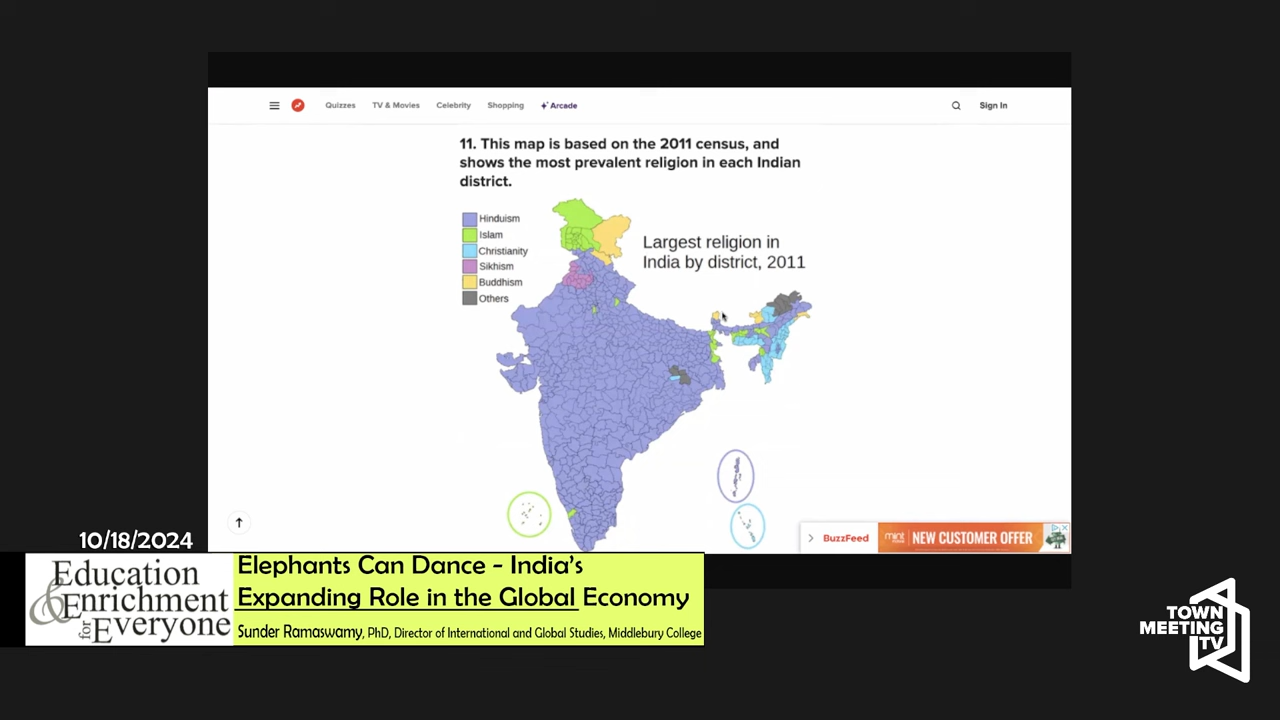 Quizzes TV & Movies Celebrity Shopping Arcade Sign In
11. This map is based on the 2011 census, and
shows the most prevalent religion in each Indian
district.
Hinduism
Islam
Christianity
Sikhism
Buddhism
Others
Largest religion in
India by district, 2011
BuzzFeed
mint
NEW CUSTOMER OFFER
10/18/2024
Education
& Enrichment
for Everyone
Elephants Can Dance - India's
Expanding Role in the Global Economy
Sunder Ramaswamy, PhD, Director of International and Global Studies, Middlebury College
TOWN
MEETING
TV